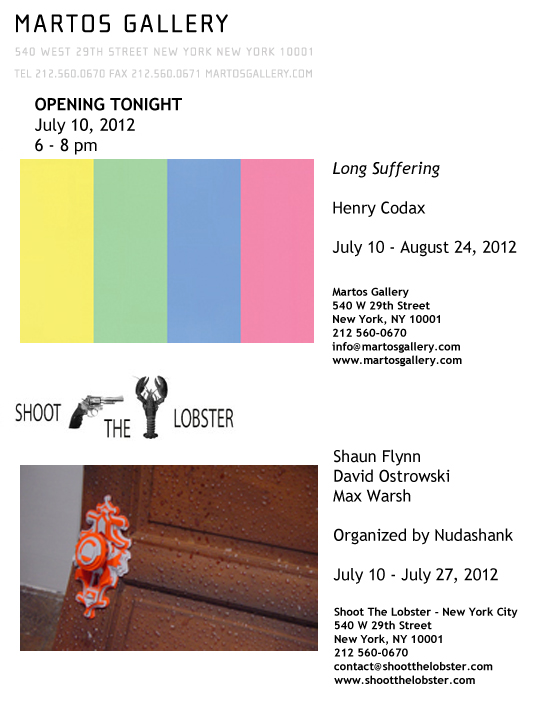 MARTOS GALLERY
540 WEST 29TH STREET NEW YORK NEW YORK 10001
TEL 212.560.0670 FAX 212.560.0671 MARTOSGALLERY.COM
OPENING TONIGHT
July 10, 2012
6 - 8 pm
Long Suffering
Henry Codax
July 10 - August 24, 2012
Martos Gallery
540 W 29th Street
New York, NY 10001
212 560-0670
info@martosgallery.com
www.martosgallery.com
SHOOT THE LOBSTER
Shaun Flynn
David Ostrowski
Max Warsh
Organized by Nudashank
July 10 - July 27, 2012
Shoot The Lobster - New York City
540 W 29th Street
New York, NY 10001
212 560-0670
contact@shootthelobster.com
www.shootthelobster.com